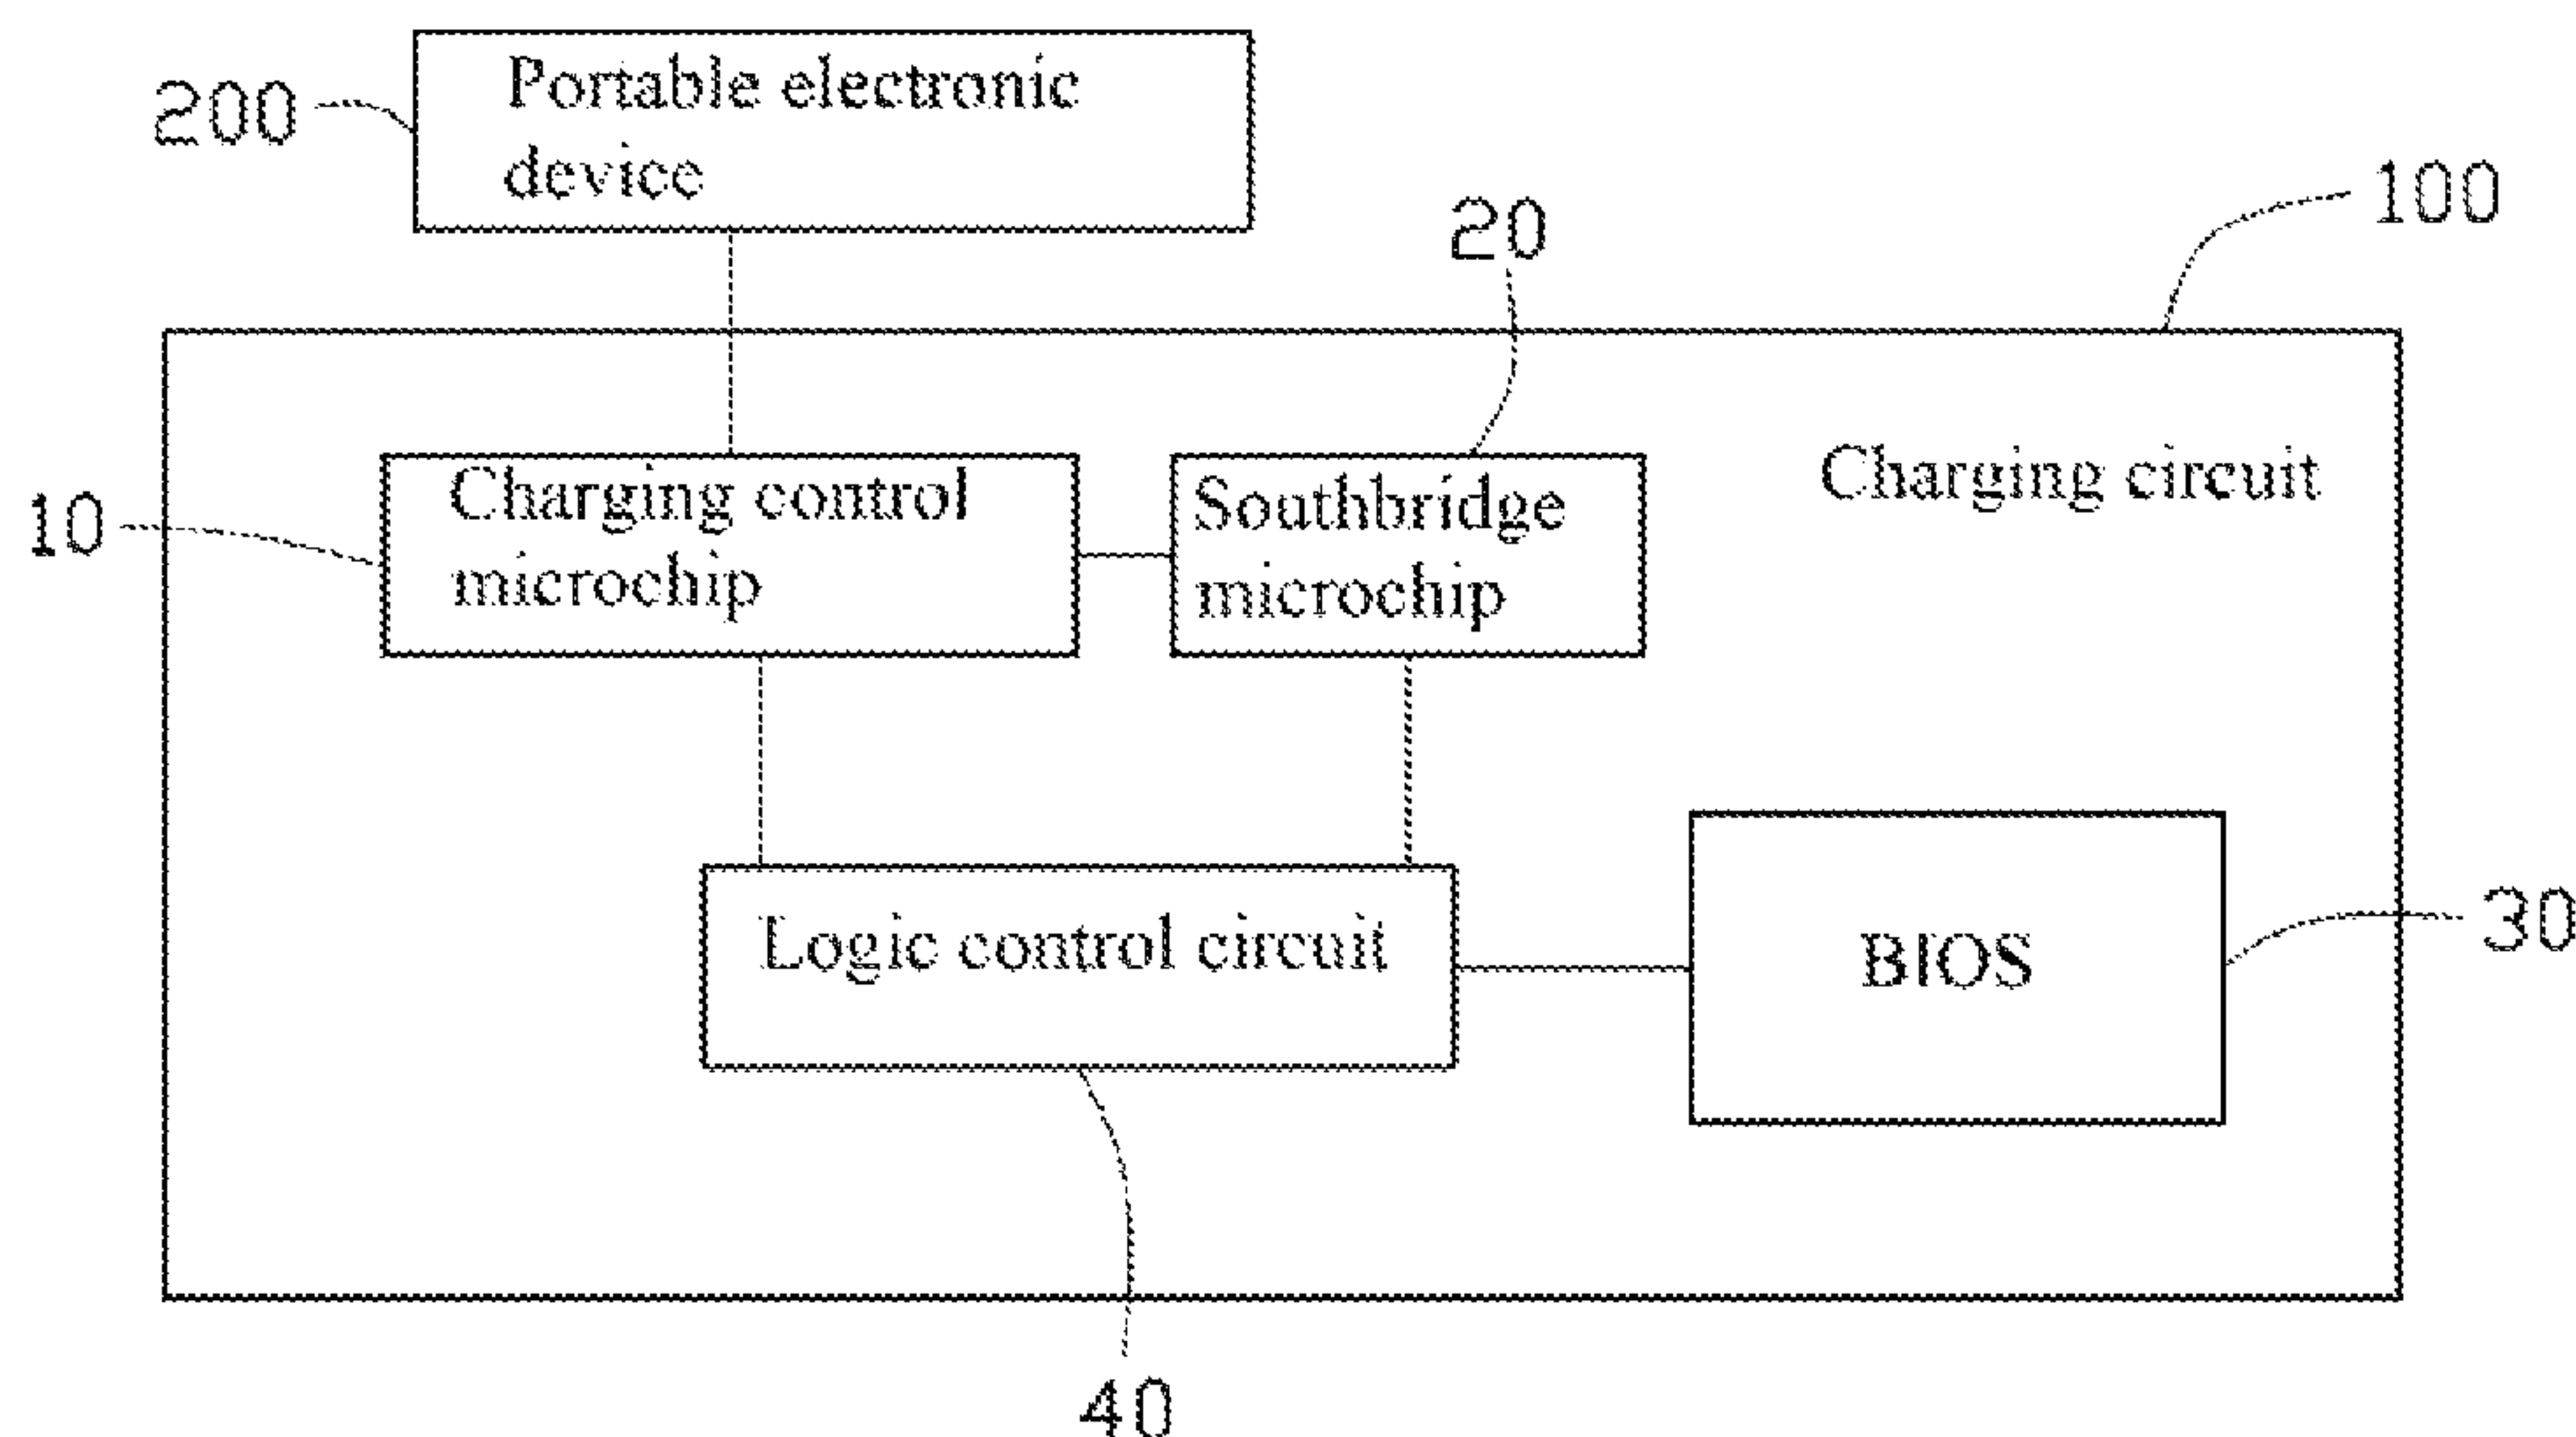 Portable electronic
device
200
100
20
Charging control
microchip
Southbridge
microchip
Charging circuit
10
Logic control circuit
BIOS
30
40